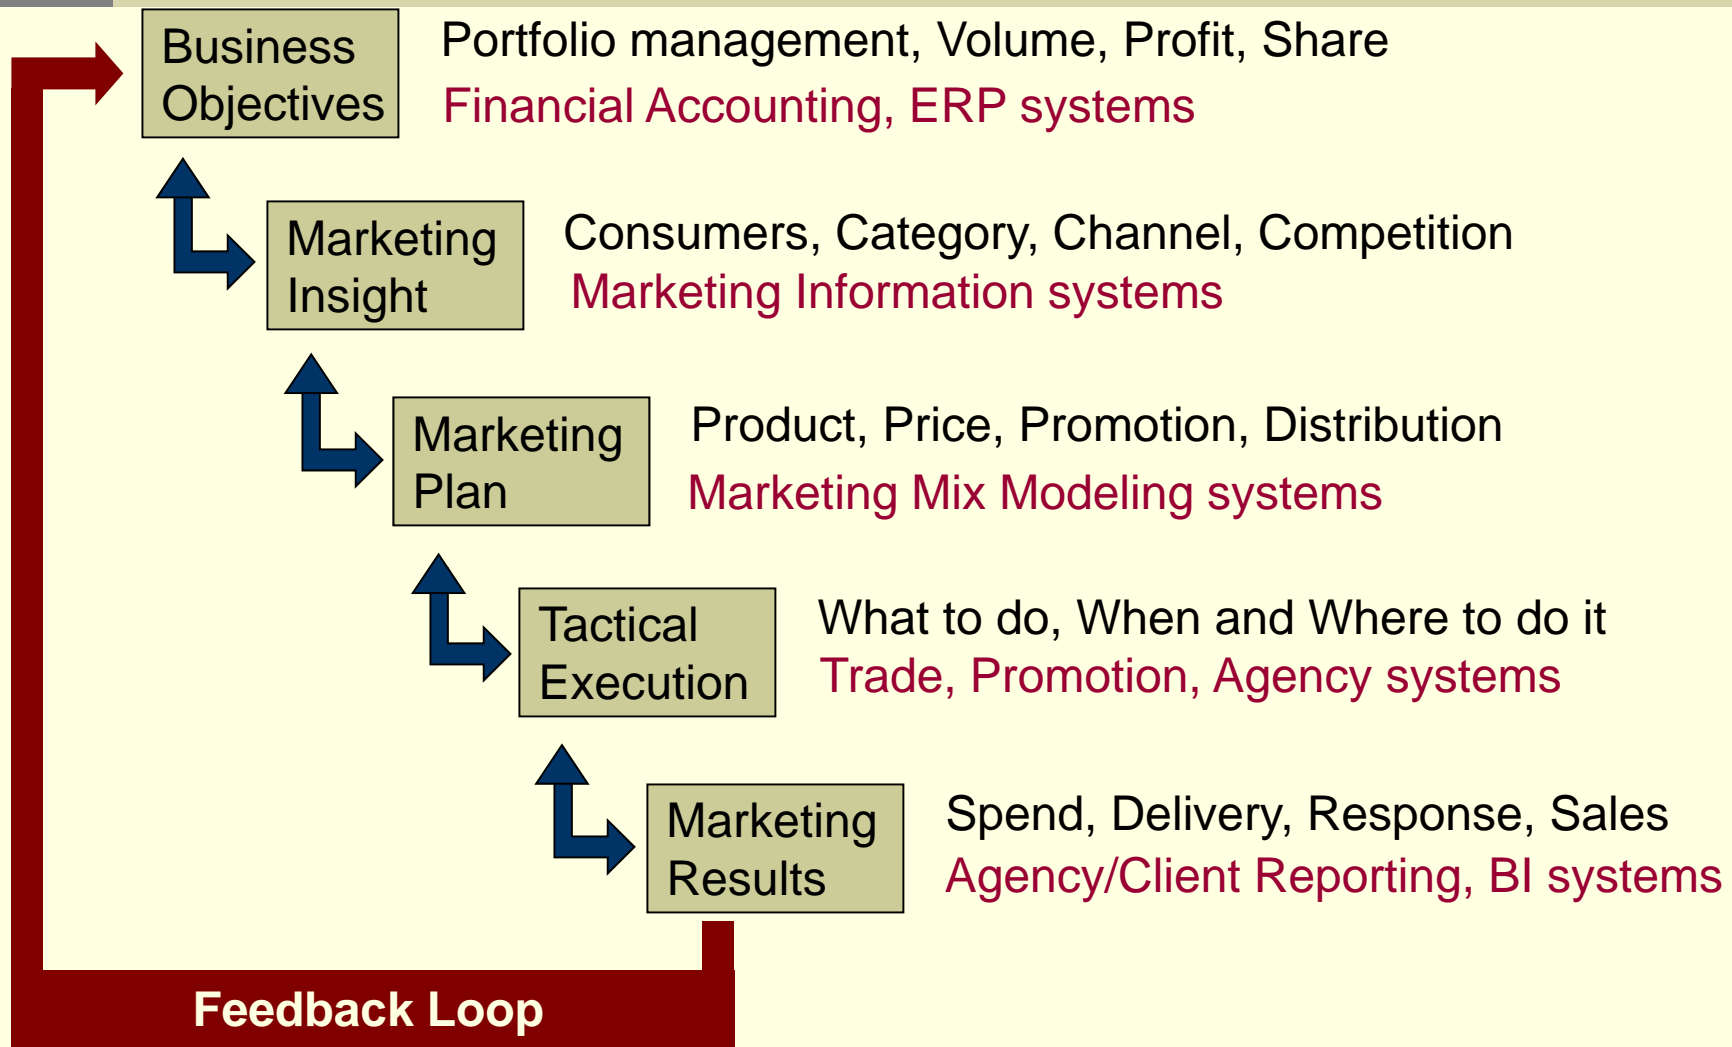 Business
Objectives
Portfolio management, Volume, Profit, Share
Financial Accounting, ERP systems
Marketing
Insight
Consumers, Category, Channel, Competition
Marketing Information systems
Marketing
Plan
Product, Price, Promotion, Distribution
Marketing Mix Modeling systems
Tactical
Execution
What to do, When and Where to do it
Trade, Promotion, Agency systems
Marketing
Results
Spend, Delivery, Response, Sales
Agency/Client Reporting, BI systems
Feedback Loop